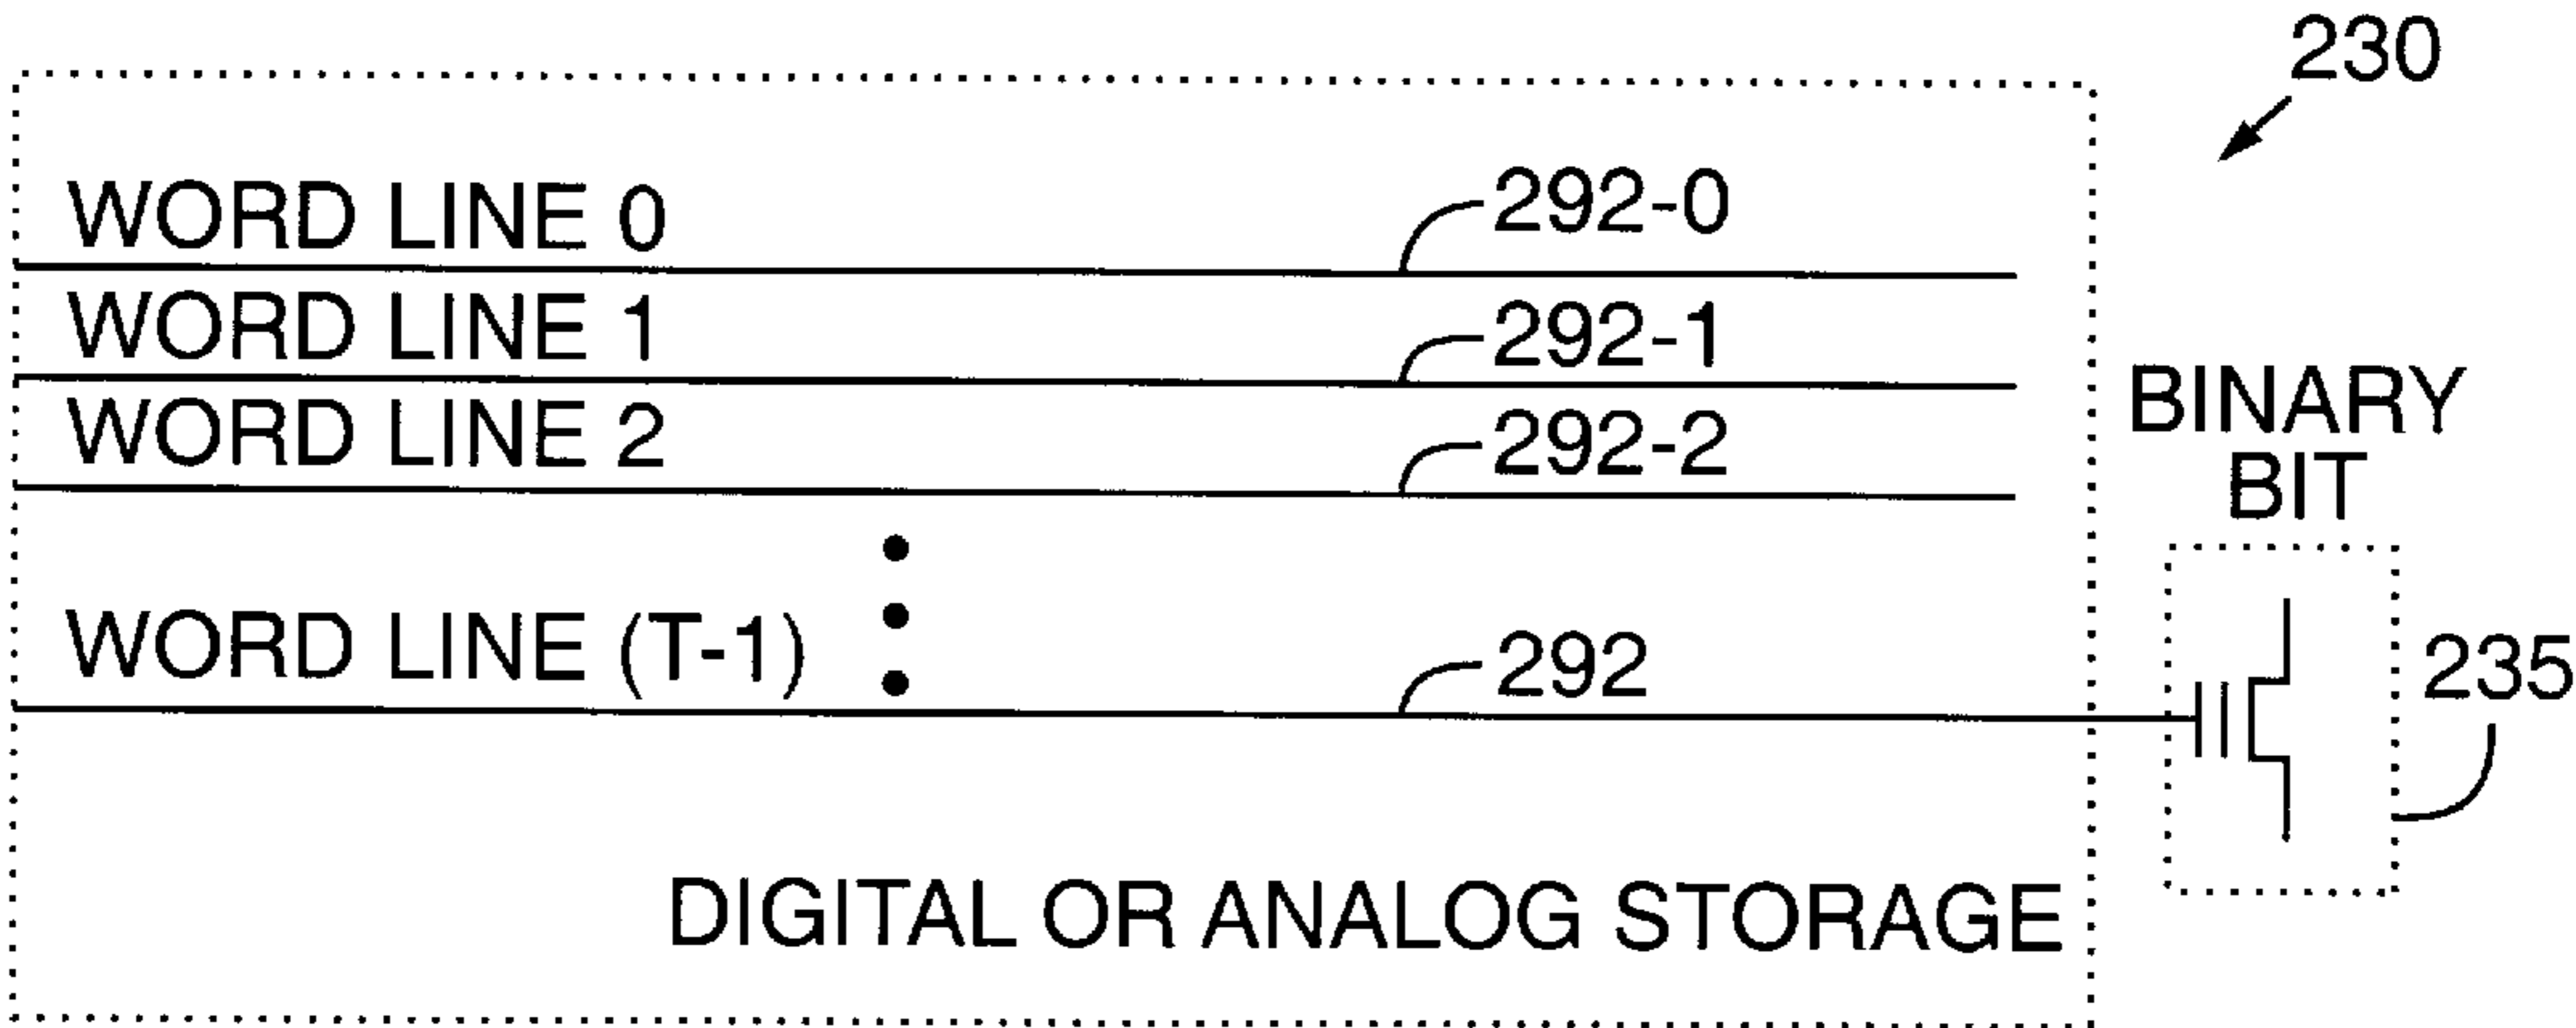 230
WORD LINE 0
292-0
WORD LINE 1
292-1
WORD LINE 2
292-2
BINARY
BIT
WORD LINE (T-1)
292
235
DIGITAL OR ANALOG STORAGE